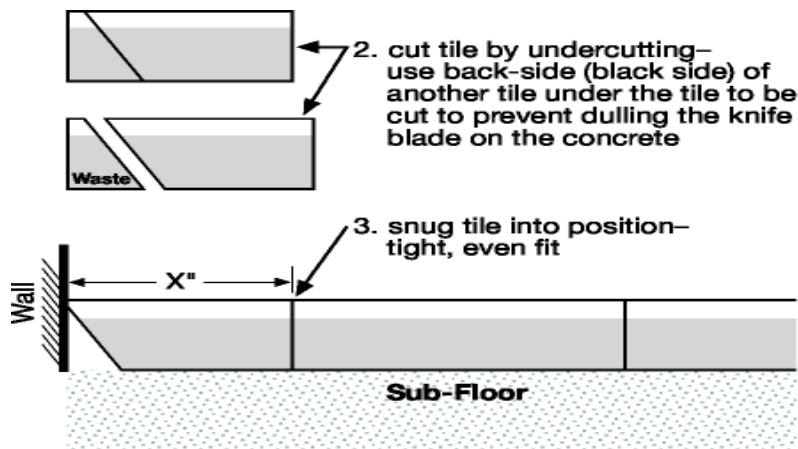 2. cut tile by undercutting–
use back-side (black side) of
another tile under the tile to be
cut to prevent dulling the knife
blade on the concrete
Waste
3. snug tile into position–
tight, even fit
X"
Wall
Sub-Floor